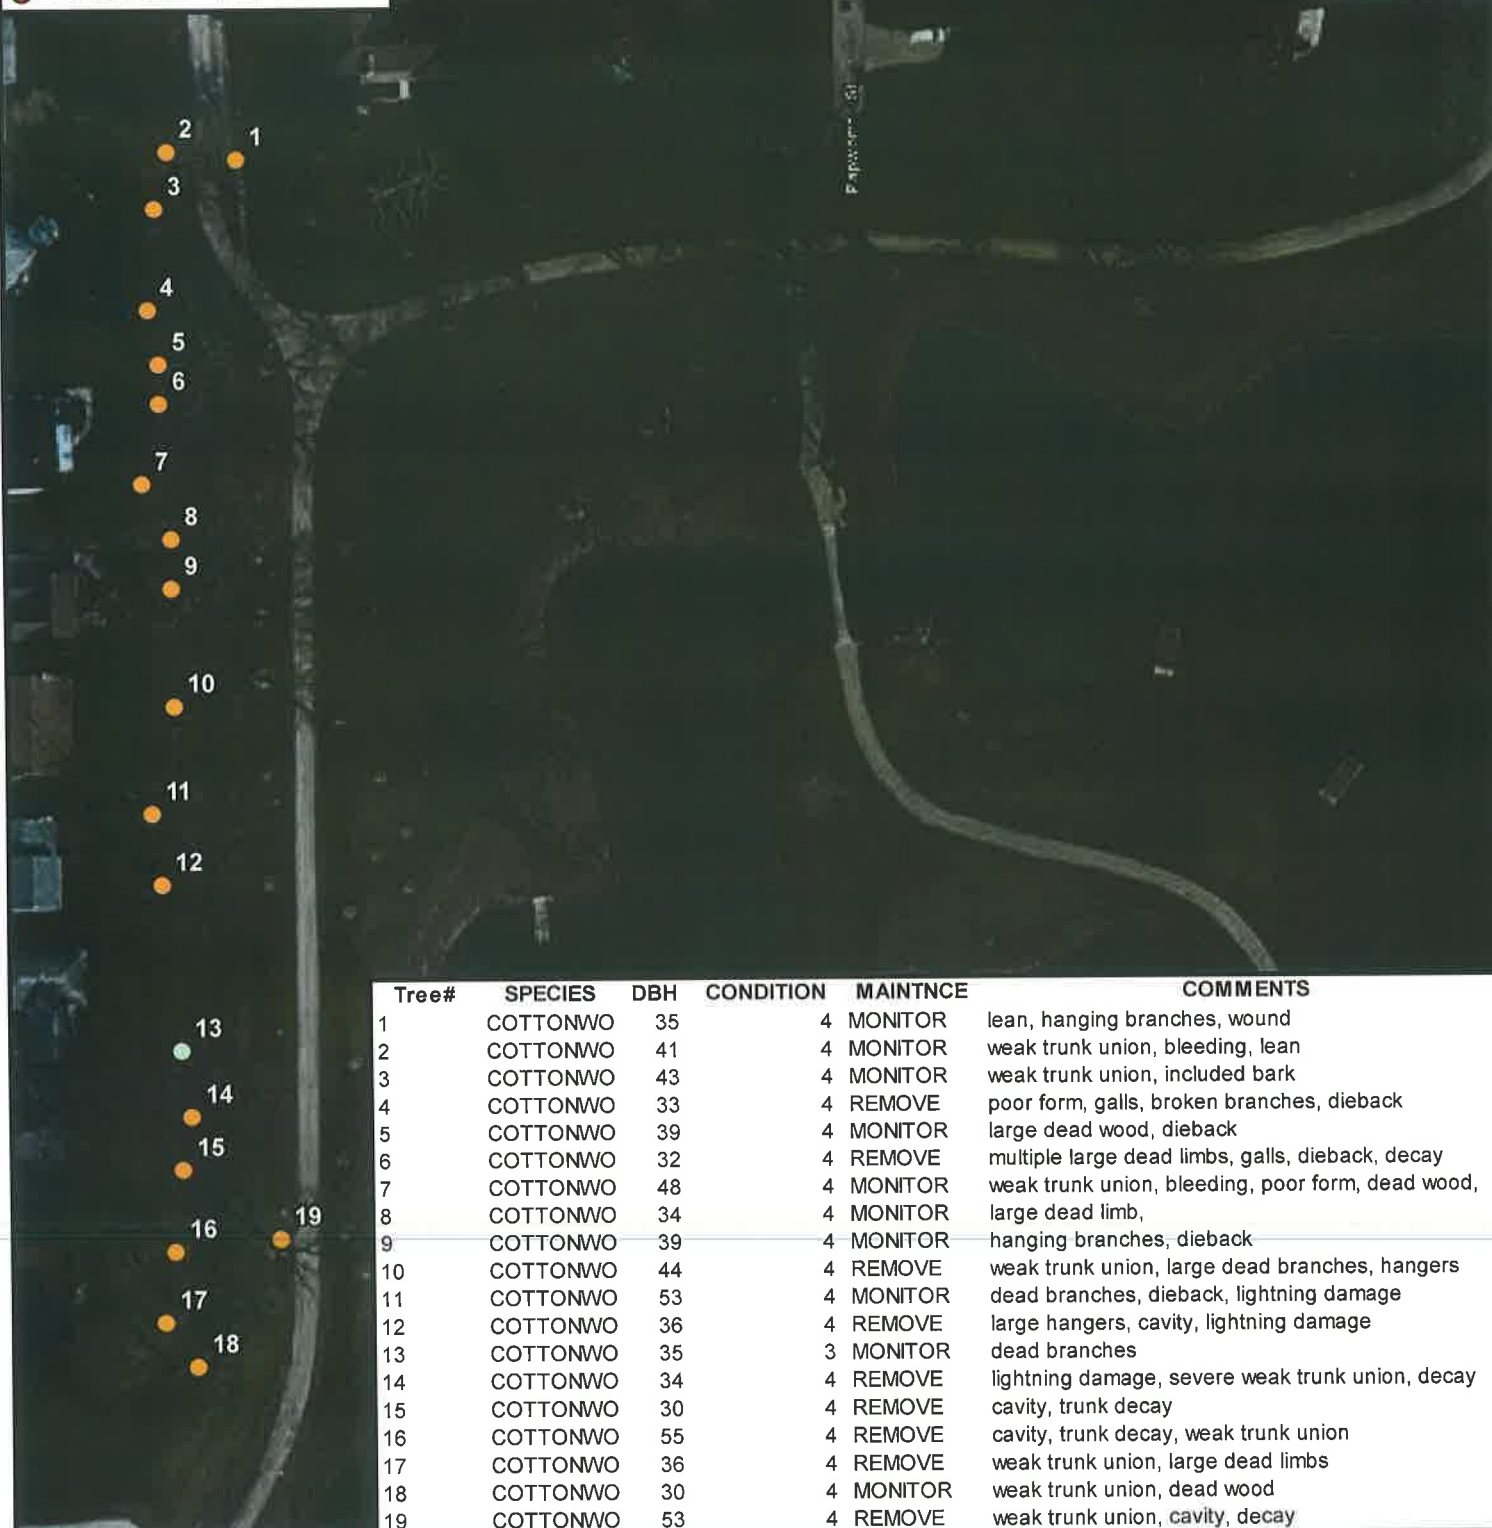 2
1
3
Papworth St
4
5
6
7
8
9
10
11
12
13
14
15
16
19
17
18
Tree# SPECIES DBH CONDITION MAINTNCE COMMENTS
1 COTTONWO 35 4 MONITOR lean, hanging branches, wound
2 COTTONWO 41 4 MONITOR weak trunk union, bleeding, lean
3 COTTONWO 43 4 MONITOR weak trunk union, included bark
4 COTTONWO 33 4 REMOVE poor form, galls, broken branches, dieback
5 COTTONWO 39 4 MONITOR large dead wood, dieback
6 COTTONWO 32 4 REMOVE multiple large dead limbs, galls, dieback, decay
7 COTTONWO 48 4 MONITOR weak trunk union, bleeding, poor form, dead wood,
8 COTTONWO 34 4 MONITOR large dead limb,
9 COTTONWO 39 4 MONITOR hanging branches, dieback
10 COTTONWO 44 4 REMOVE weak trunk union, large dead branches, hangers
11 COTTONWO 53 4 MONITOR dead branches, dieback, lightning damage
12 COTTONWO 36 4 REMOVE large hangers, cavity, lightning damage
13 COTTONWO 35 3 MONITOR dead branches
14 COTTONWO 34 4 REMOVE lightning damage, severe weak trunk union, decay
15 COTTONWO 30 4 REMOVE cavity, trunk decay
16 COTTONWO 55 4 REMOVE cavity, trunk decay, weak trunk union
17 COTTONWO 36 4 REMOVE weak trunk union, large dead limbs
18 COTTONWO 30 4 MONITOR weak trunk union, dead wood
19 COTTONWO 53 4 REMOVE weak trunk union, cavity, decay